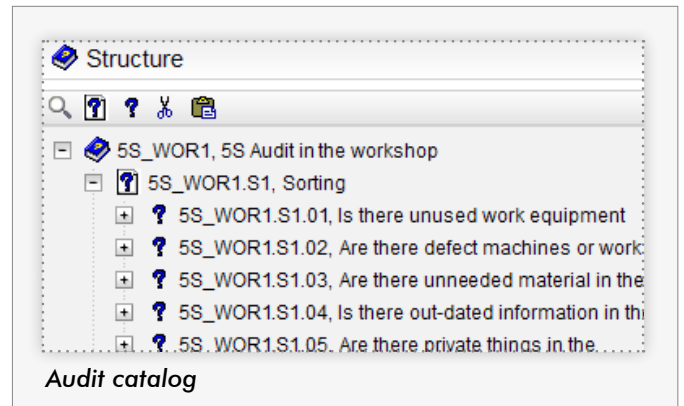 Structure
5S_WOR1, 5S Audit in the workshop
5S_WOR1.S1, Sorting
5S_WOR1.S1.01, Is there unused work equipment
5S_WOR1.S1.02, Are there defect machines or work
5S_WOR1.S1.03, Are there unneeded material in the
5S_WOR1.S1.04, Is there out-dated information in th
5S_WOR1.S1.05, Are there private things in the
Audit catalog